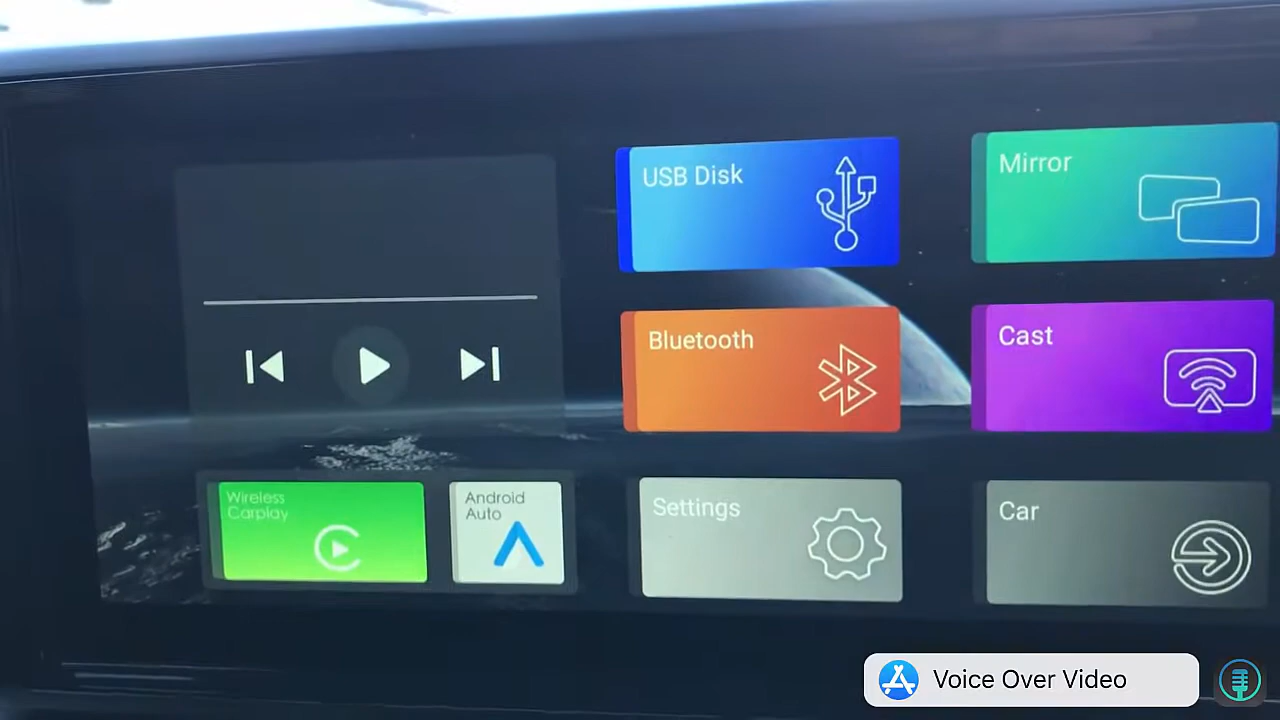 USB Disk
Mirror
Bluetooth
Cast
Wireless
Carplay
Android
Auto
Settings
Car
Voice Over Video